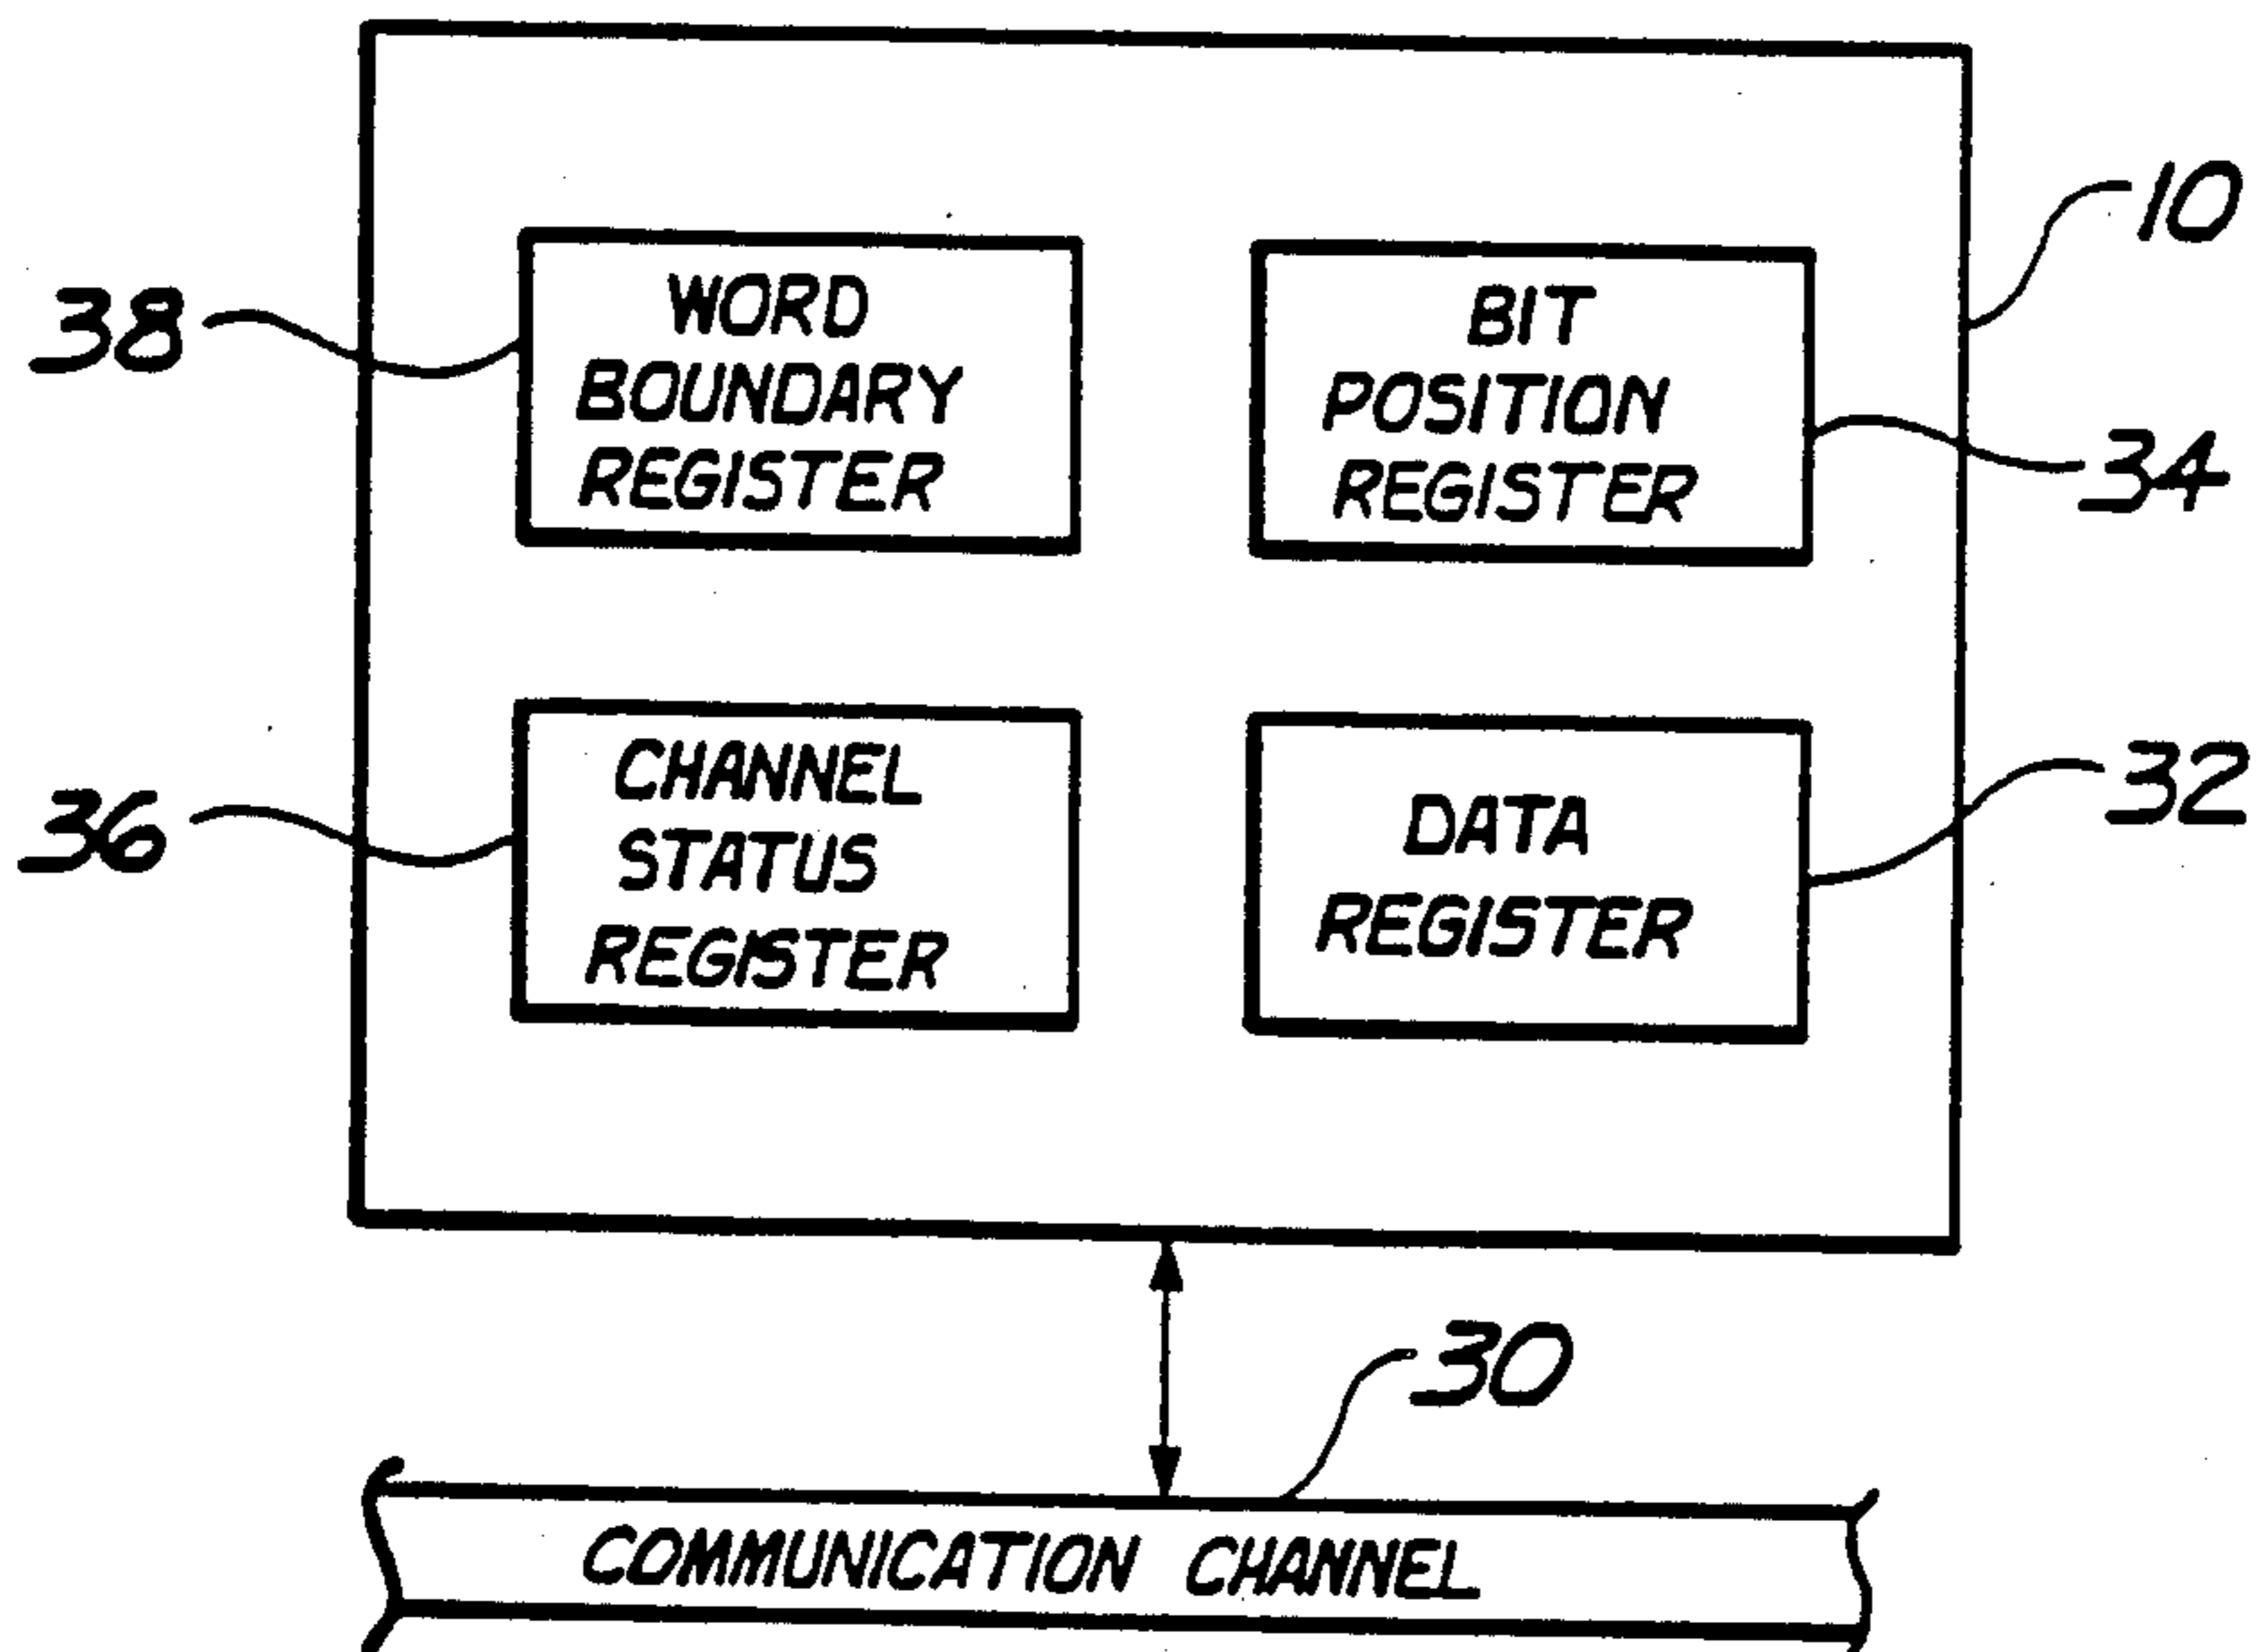 10
38
WORD
BOUNDARY
REGISTER
BIT
POSITION
REGISTER
34
36
CHANNEL
STATUS
REGISTER
DATA
REGISTER
32
30
COMMUNICATION CHANNEL